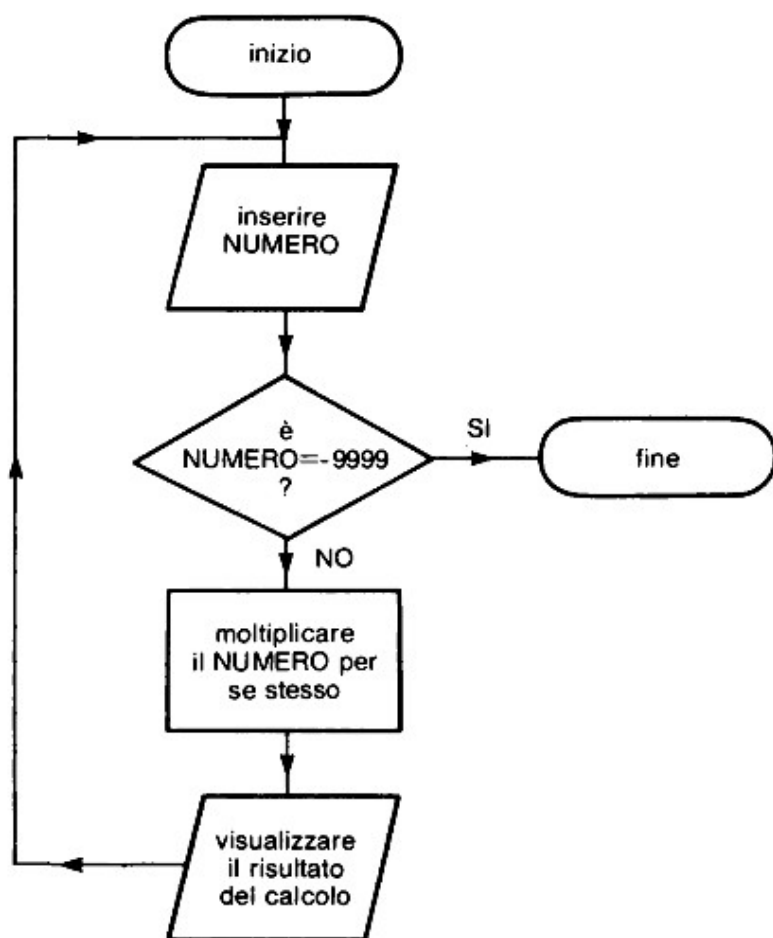 inizio
inserire
NUMERO
è
NUMERO=-9999
?
SI
fine
NO
moltiplicare
il NUMERO per
se stesso
visualizzare
il risultato
del calcolo